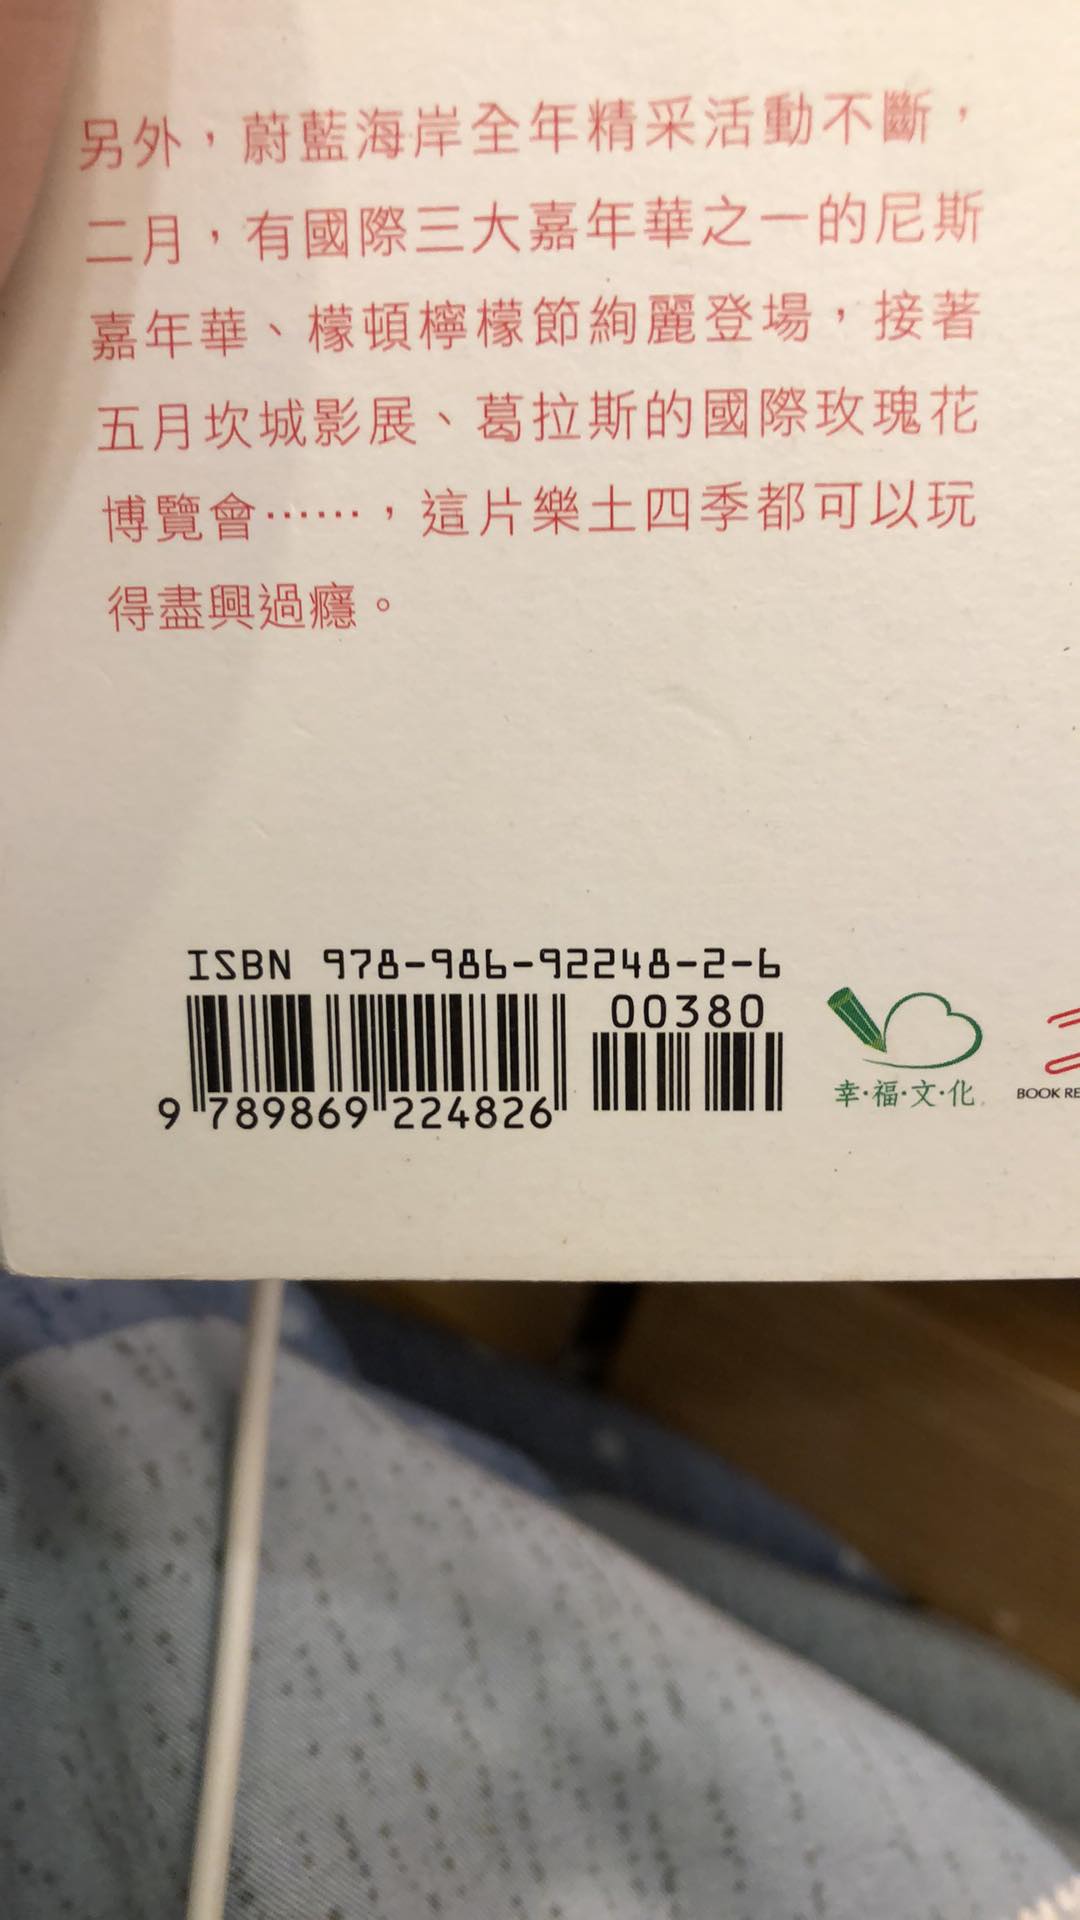 另外，蔚藍海岸全年精采活動不斷，
二月，有國際三大嘉年華之一的尼斯
嘉年華、檬頓檸檬節絢麗登場，接著
五月坎城影展、葛拉斯的國際玫瑰花
博覽會……，這片樂土四季都可以玩
得盡興過癮。
ISBN 978-986-92248-2-6
00380
9 789869 224826
幸·福·文·化
BOOK